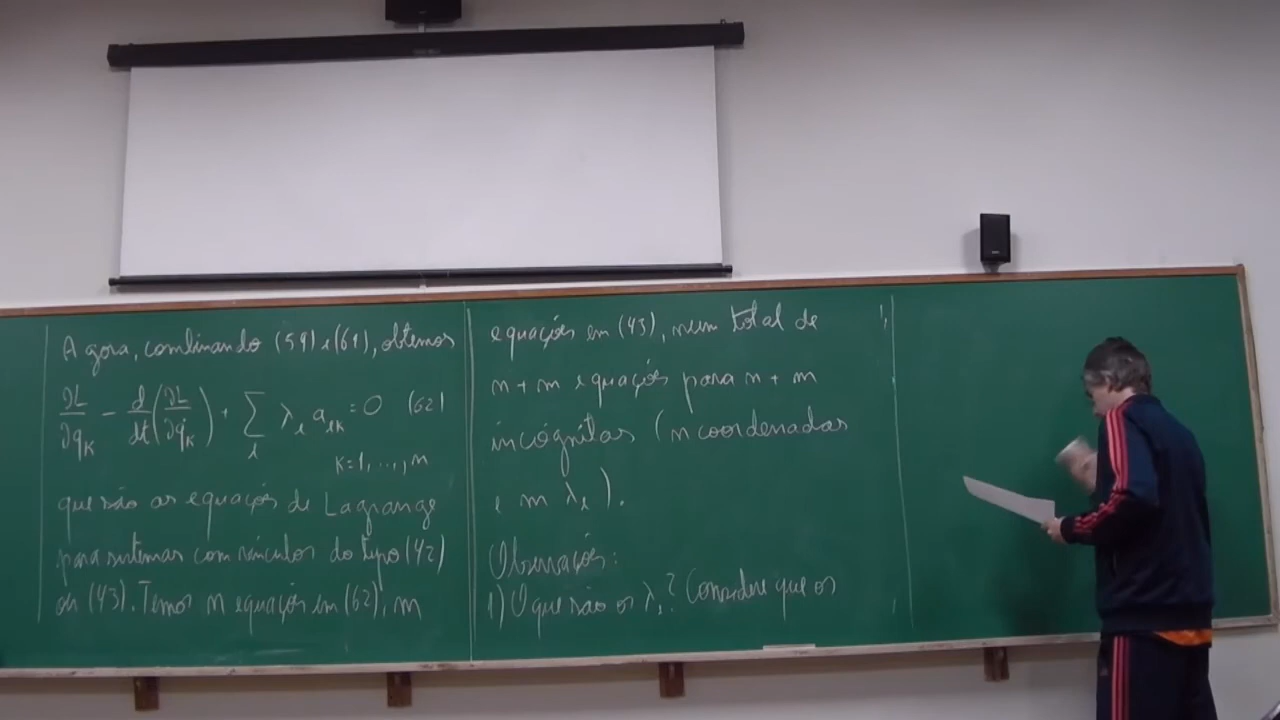 Agora, combinando (59) e (61), obtemos
∂L/∂q_k - d/dt (∂L/∂q̇_k) + Σ_l λ_l a_lk = 0 (62)
k=1, ..., n
que são as equações de Lagrange
para sistemas com vínculos do tipo (42)
ou (43). Temos n equações em (62), m
equações em (43), num total de
n + m equações para n + m
incógnitas (n coordenadas
e m λ_l).
Observações:
1) O que são os λ_l? Considere que os